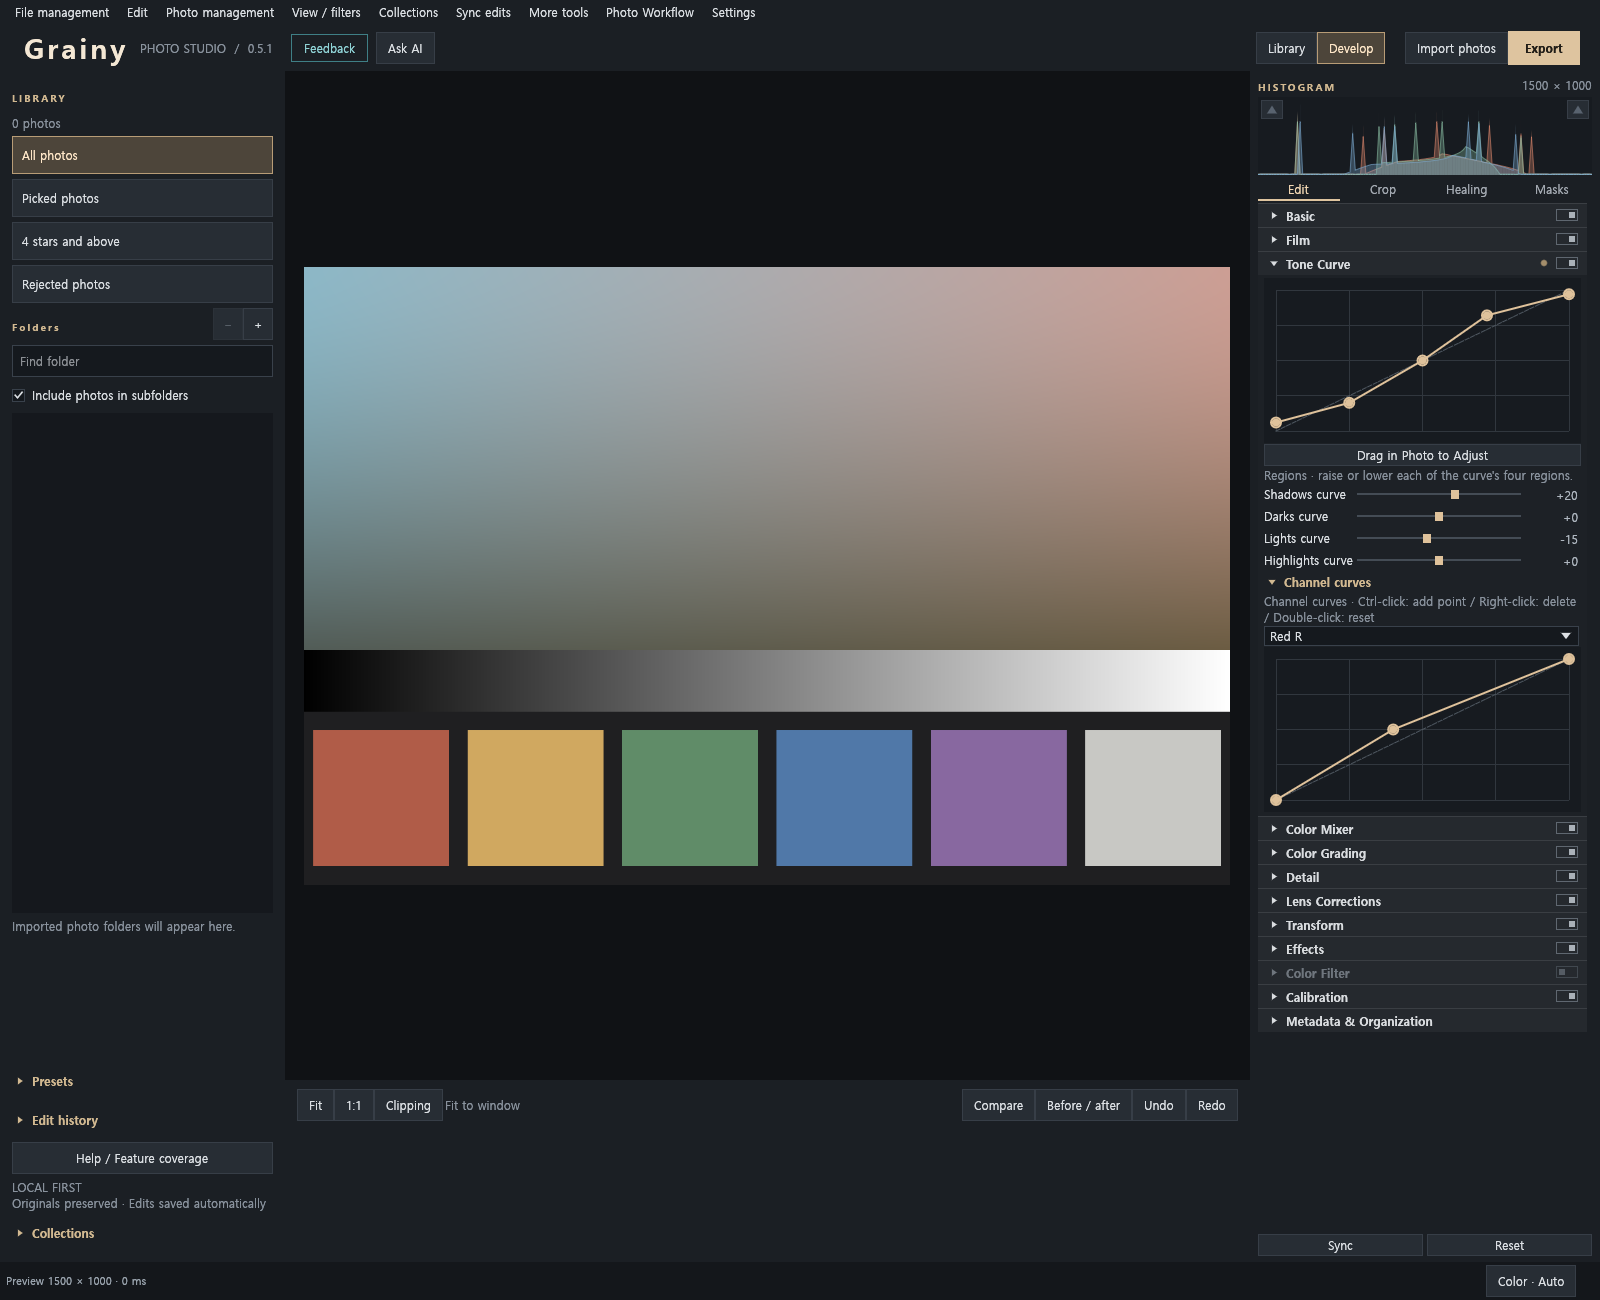 File management Edit Photo management View / filters Collections Sync edits More tools Photo Workflow Settings
Grainy PHOTO STUDIO / 0.5.1 Feedback Ask AI Library Develop Import photos Export
LIBRARY
0 photos
All photos
Picked photos
4 stars and above
Rejected photos
Folders − +
Find folder
Include photos in subfolders
Imported photo folders will appear here.
Presets
Edit history
Help / Feature coverage
LOCAL FIRST
Originals preserved · Edits saved automatically
Collections
Fit 1:1 Clipping Fit to window Compare Before / after Undo Redo
HISTOGRAM 1500 × 1000
Edit Crop Healing Masks
Basic
Film
Tone Curve
Drag in Photo to Adjust
Regions · raise or lower each of the curve's four regions.
Shadows curve +20
Darks curve +0
Lights curve -15
Highlights curve +0
Channel curves
Channel curves · Ctrl-click: add point / Right-click: delete
/ Double-click: reset
Red R
Color Mixer
Color Grading
Detail
Lens Corrections
Transform
Effects
Color Filter
Calibration
Metadata & Organization
Sync Reset
Preview 1500 × 1000 · 0 ms Color · Auto